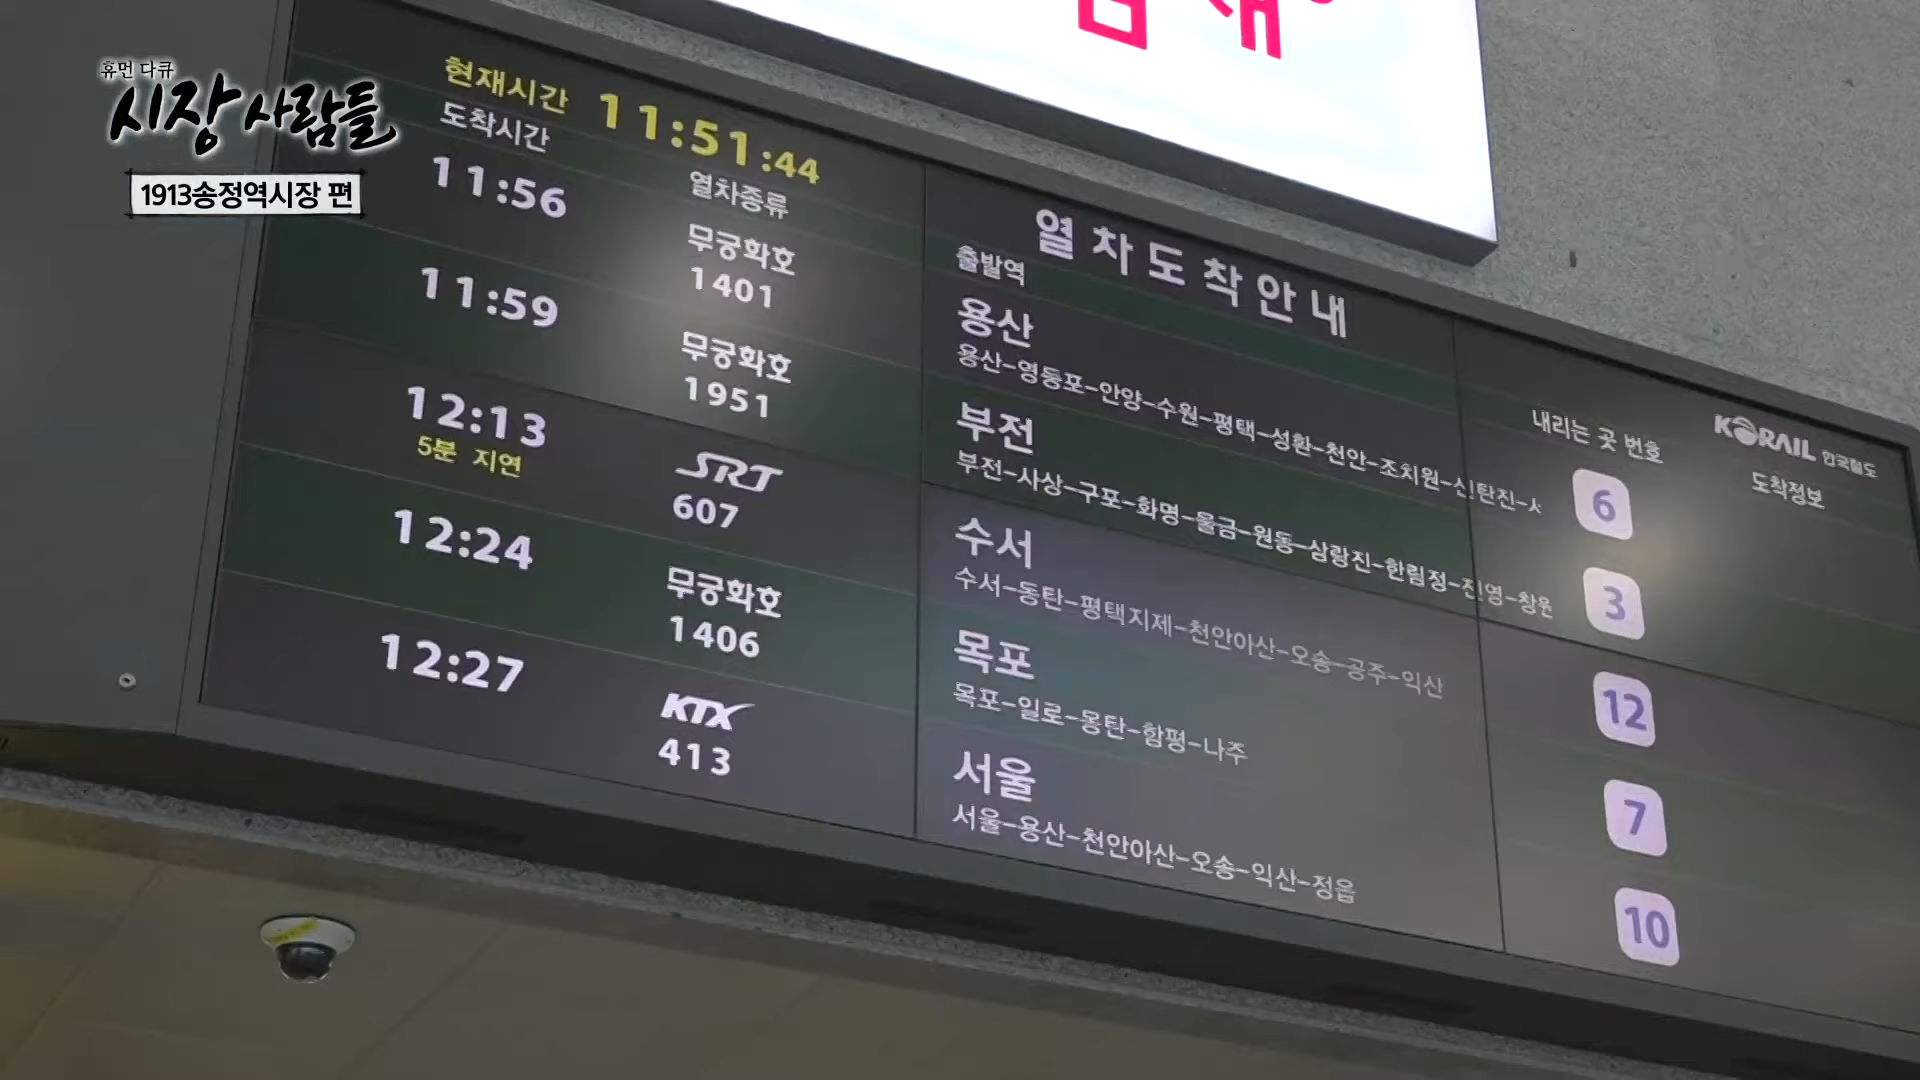 휴먼 다큐
시장 사람들
1913송정역시장 편
현재시간 11:51:44
도착시간 열차종류
11:56 무궁화호
1401
11:59 무궁화호
1951
12:13 SRT
5분 지연 607
12:24 무궁화호
1406
12:27 KTX
413
열차도착안내
출발역 내리는 곳 번호 도착정보
KORAIL 한국철도
용산 6
용산-영등포-안양-수원-평택-성환-천안-조치원-신탄진-
부전 3
부전-사상-구포-화명-물금-원동-삼랑진-한림정-진영-창원
수서 12
수서-동탄-평택지제-천안아산-오송-공주-익산
목포 7
목포-일로-몽탄-함평-나주
서울 10
서울-용산-천안아산-오송-익산-정읍